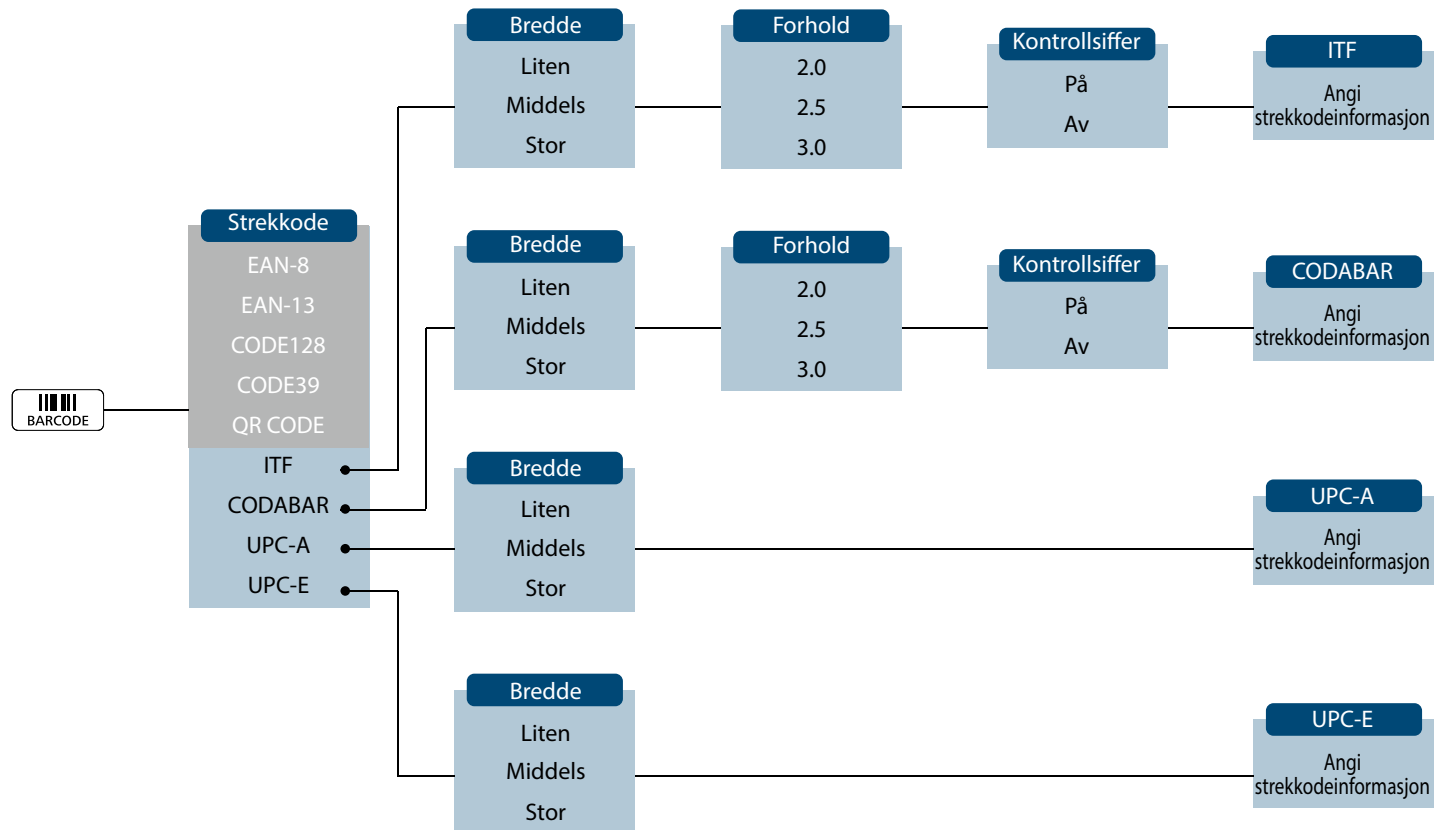 BARCODE
Strekkode
EAN-8
EAN-13
CODE128
CODE39
QR CODE
ITF
CODABAR
UPC-A
UPC-E
Bredde
Liten
Middels
Stor
Forhold
2.0
2.5
3.0
Kontrollsiffer
På
Av
ITF
Angi
strekkodeinformasjon
Bredde
Liten
Middels
Stor
Forhold
2.0
2.5
3.0
Kontrollsiffer
På
Av
CODABAR
Angi
strekkodeinformasjon
Bredde
Liten
Middels
Stor
UPC-A
Angi
strekkodeinformasjon
Bredde
Liten
Middels
Stor
UPC-E
Angi
strekkodeinformasjon